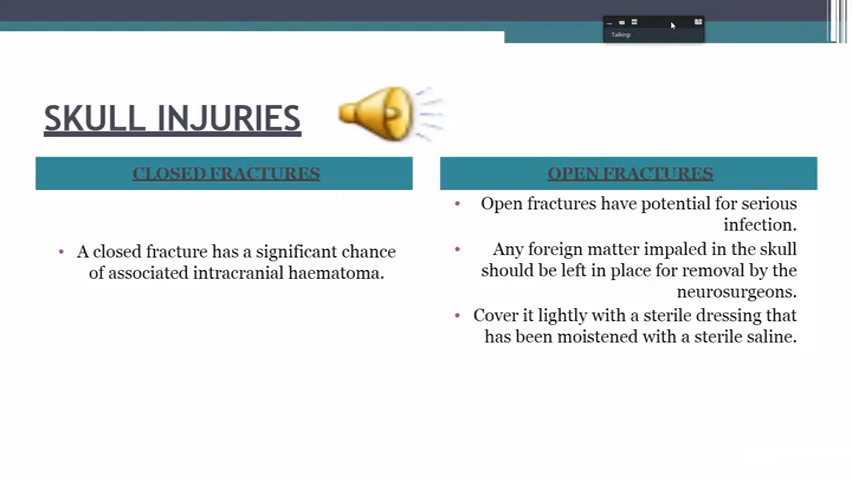 Talking:
SKULL INJURIES
CLOSED FRACTURES
• A closed fracture has a significant chance
of associated intracranial haematoma.
OPEN FRACTURES
• Open fractures have potential for serious
infection.
• Any foreign matter impaled in the skull
should be left in place for removal by the
neurosurgeons.
• Cover it lightly with a sterile dressing that
has been moistened with a sterile saline.